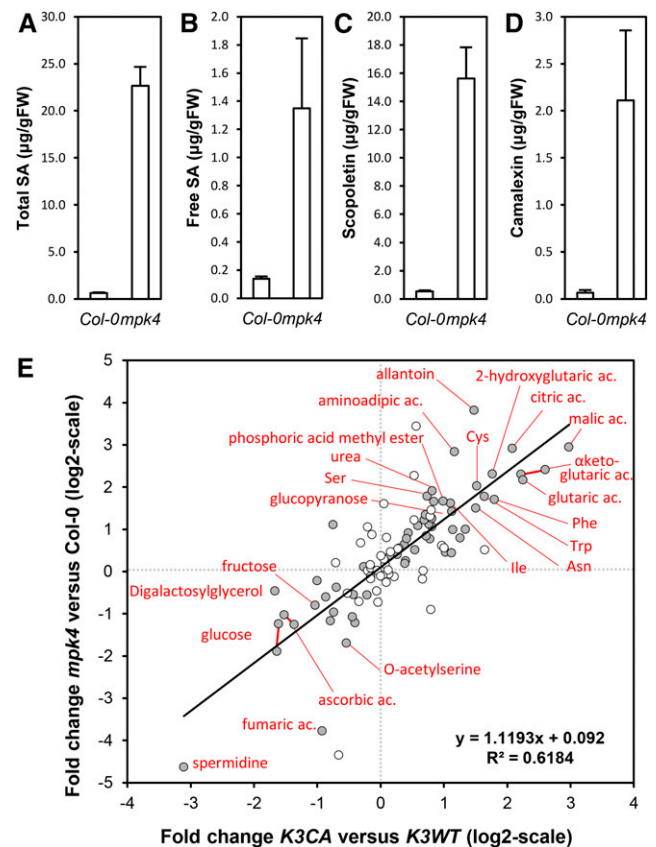 A
Total SA (µg/gFW)
30.0
25.0
20.0
15.0
10.0
5.0
0.0
Col-0 mpk4
B
Free SA (µg/gFW)
2.0
1.8
1.6
1.4
1.2
1.0
0.8
0.6
0.4
0.2
0.0
Col-0 mpk4
C
Scopoletin (µg/gFW)
20.0
18.0
16.0
14.0
12.0
10.0
8.0
6.0
4.0
2.0
0.0
Col-0 mpk4
D
Camalexin (µg/gFW)
3.0
2.5
2.0
1.5
1.0
0.5
0.0
Col-0 mpk4
E
Fold change mpk4 versus Col-0 (log2-scale)
5
4
3
2
1
0
-1
-2
-3
-4
-5
allantoin
2-hydroxyglutaric ac.
aminoadipic ac.
citric ac.
malic ac.
phosphoric acid methyl ester
Cys
urea
αketo-
glutaric ac.
Ser
glutaric ac.
glucopyranose
Phe
Trp
Ile
Asn
fructose
Digalactosylglycerol
glucose
O-acetylserine
ascorbic ac.
fumaric ac.
spermidine
y = 1.1193x + 0.092
R² = 0.6184
-4 -3 -2 -1 0 1 2 3 4
Fold change K3CA versus K3WT (log2-scale)